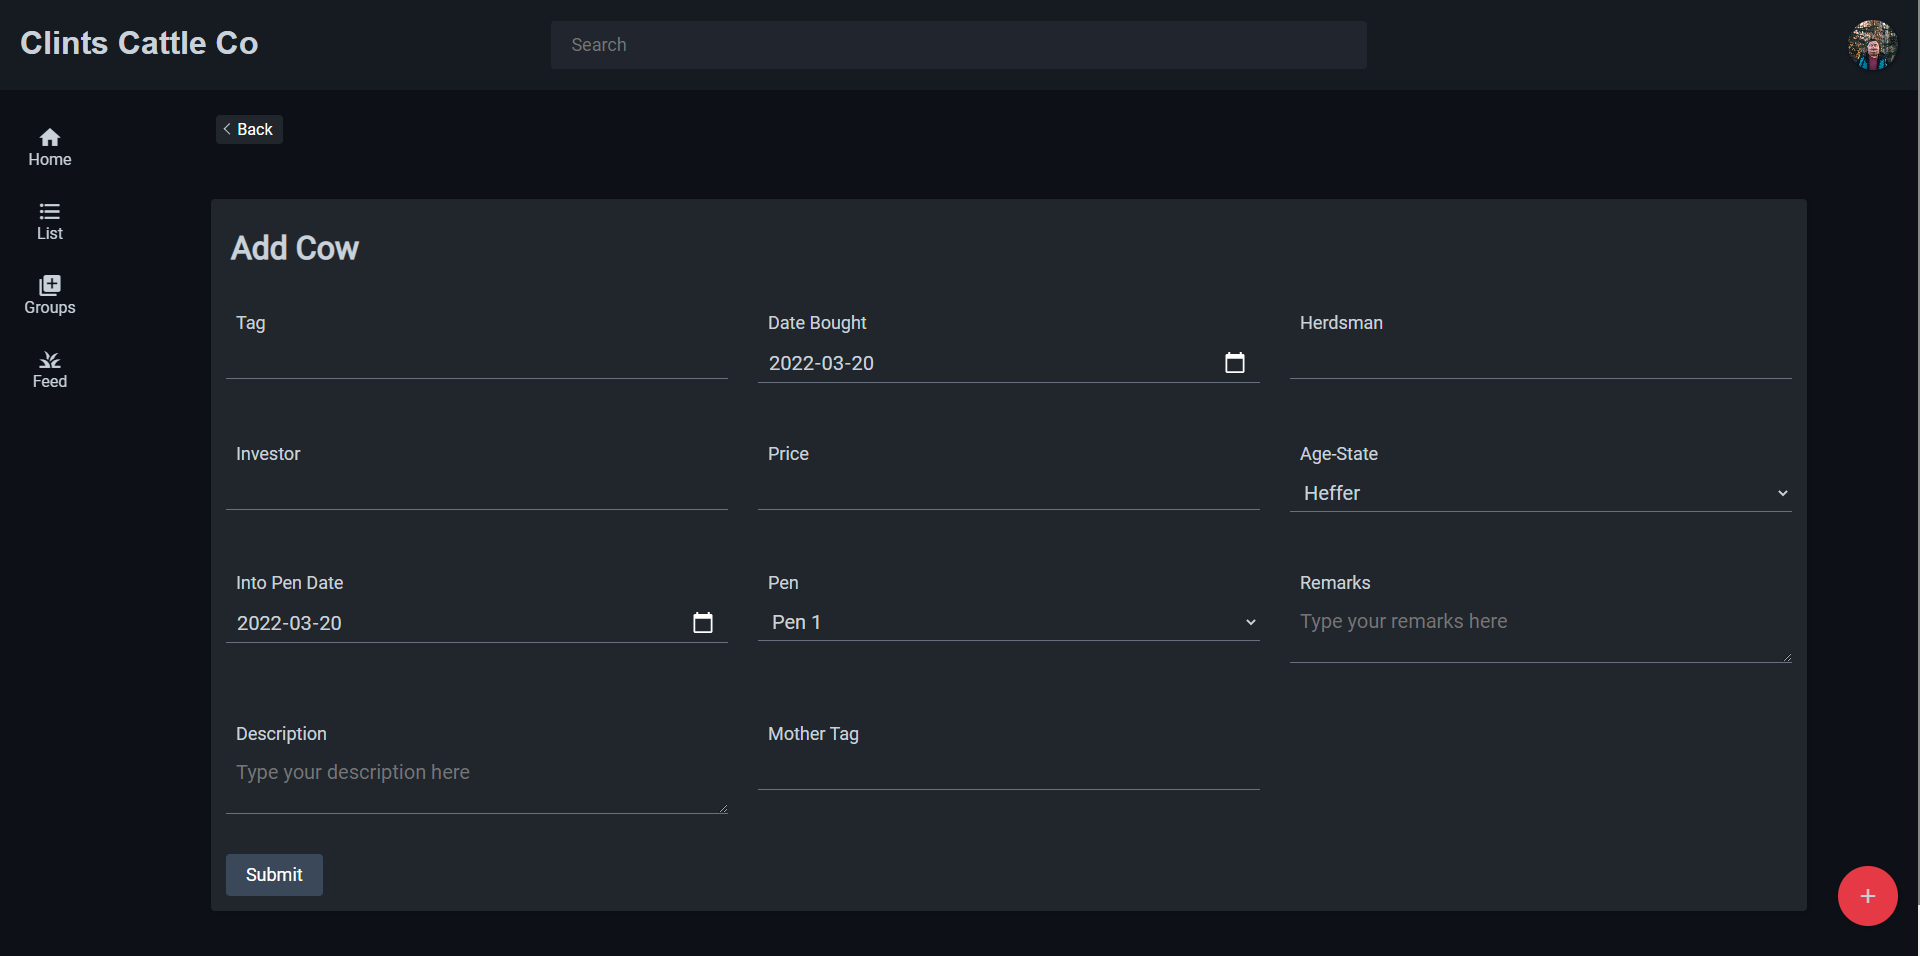 Clints Cattle Co
Search
Home
List
Groups
Feed
Back
Add Cow
Tag
Date Bought
2022-03-20
Herdsman
Investor
Price
Age-State
Heffer
Into Pen Date
2022-03-20
Pen
Pen 1
Remarks
Type your remarks here
Description
Type your description here
Mother Tag
Submit
+